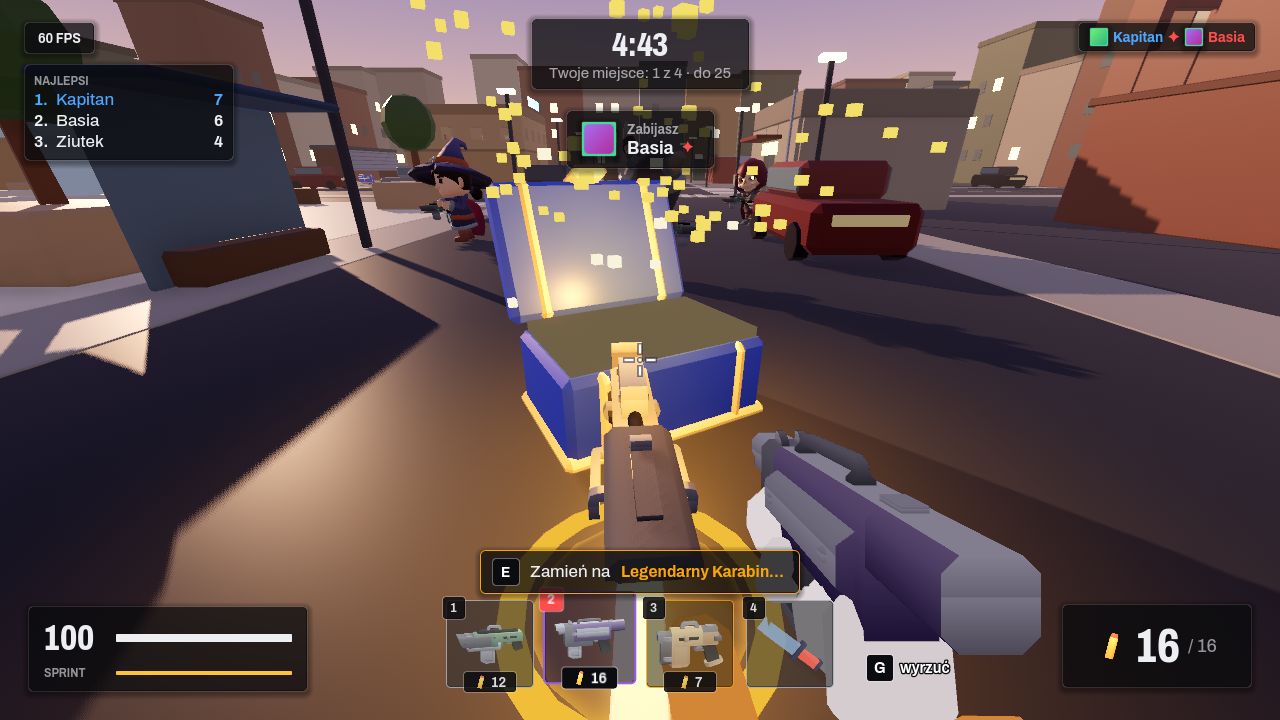 60 FPS
NAJLEPSI
1. Kapitan 7
2. Basia 6
3. Ziutek 4
4:43
Twoje miejsce: 1 z 4 · do 25
Kapitan Basia
Zabijasz
Basia
E Zamień na Legendarny Karabin...
100
SPRINT
1 2 3 4
12 16 7
G wyrzuć
16 / 16